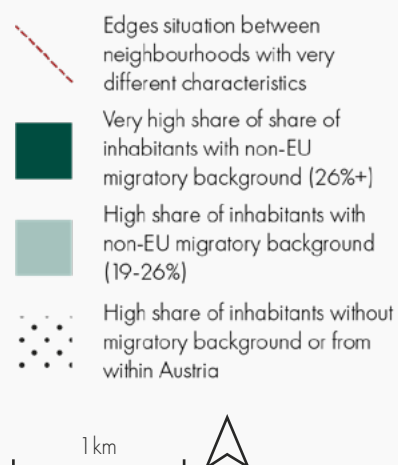 Edges situation between
neighbourhoods with very
different characteristics
Very high share of share of
inhabitants with non-EU
migratory background (26%+)
High share of inhabitants with
non-EU migratory background
(19-26%)
High share of inhabitants without
migratory background or from
within Austria
1km